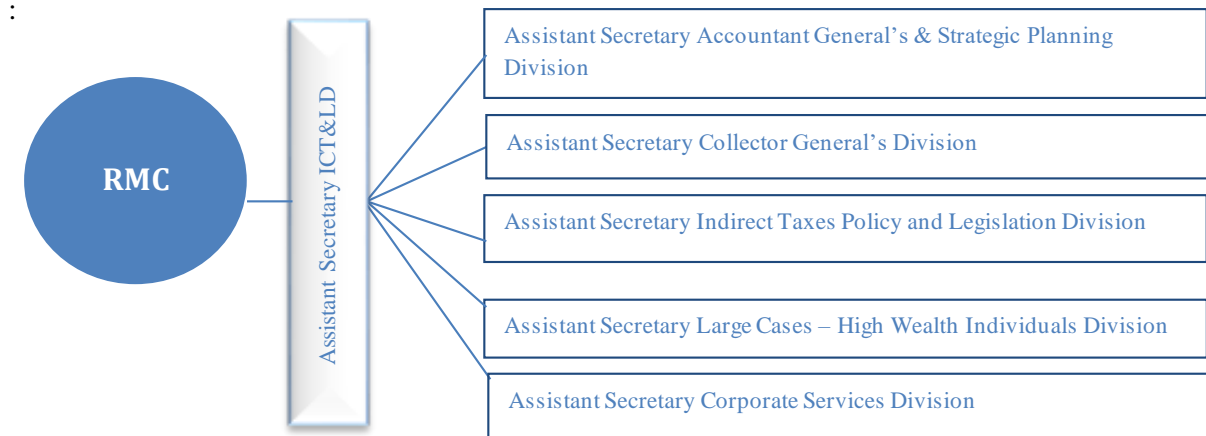 :
RMC
Assistant Secretary ICT&LD
Assistant Secretary Accountant General’s & Strategic Planning
Division
Assistant Secretary Collector General’s Division
Assistant Secretary Indirect Taxes Policy and Legislation Division
Assistant Secretary Large Cases – High Wealth Individuals Division
Assistant Secretary Corporate Services Division